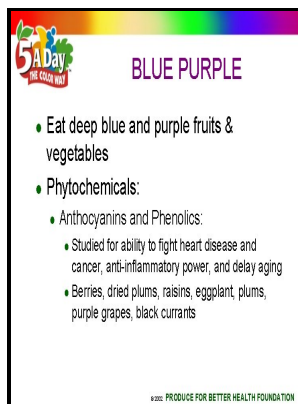 5 A Day
THE COLOR WAY
BLUE PURPLE
Eat deep blue and purple fruits &
vegetables
Phytochemicals:
Anthocyanins and Phenolics:
Studied for ability to fight heart disease and
cancer, anti-inflammatory power, and delay aging
Berries, dried plums, raisins, eggplant, plums,
purple grapes, black currants
© 2002 PRODUCE FOR BETTER HEALTH FOUNDATION